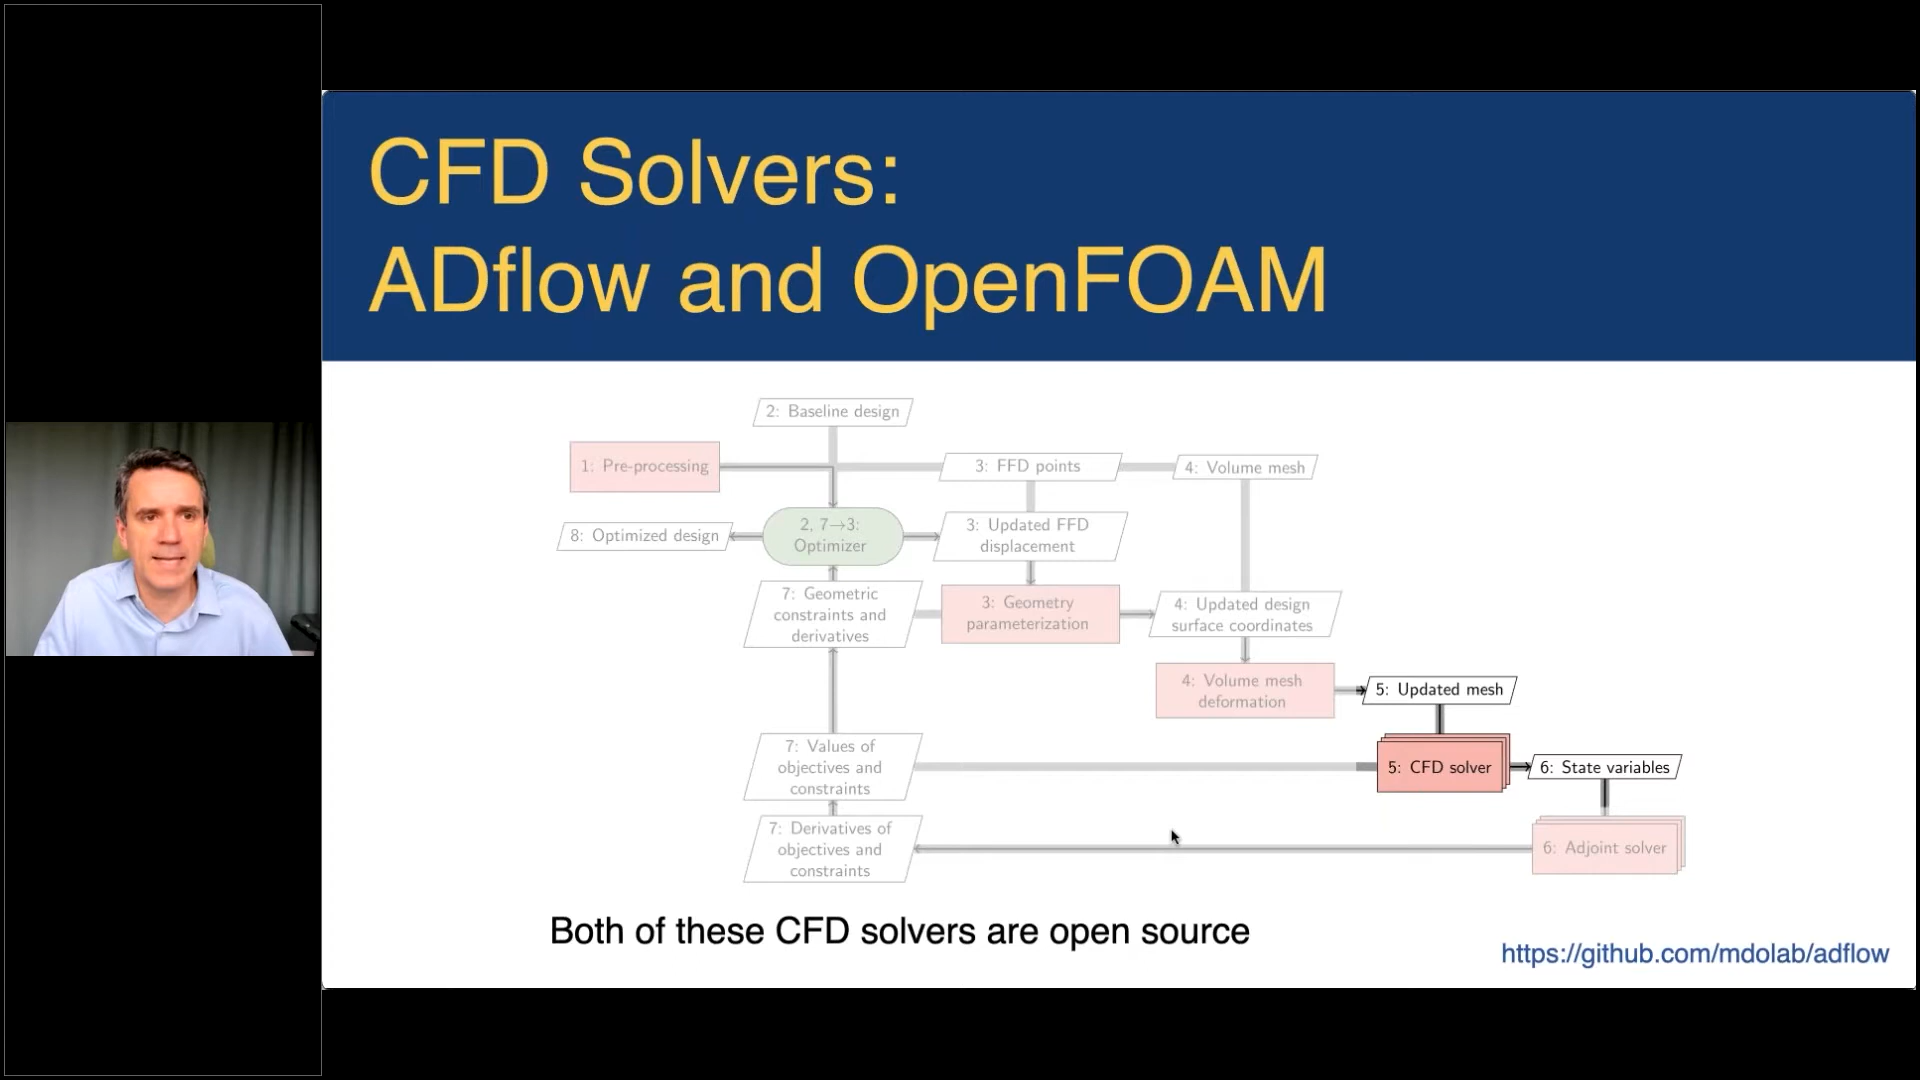 CFD Solvers:
ADflow and OpenFOAM
2: Baseline design
1: Pre-processing
3: FFD points
4: Volume mesh
8: Optimized design
2, 7→3:
Optimizer
3: Updated FFD
displacement
7: Geometric
constraints and
derivatives
3: Geometry
parameterization
4: Updated design
surface coordinates
4: Volume mesh
deformation
5: Updated mesh
7: Values of
objectives and
constraints
5: CFD solver
6: State variables
7: Derivatives of
objectives and
constraints
6: Adjoint solver
Both of these CFD solvers are open source
https://github.com/mdolab/adflow